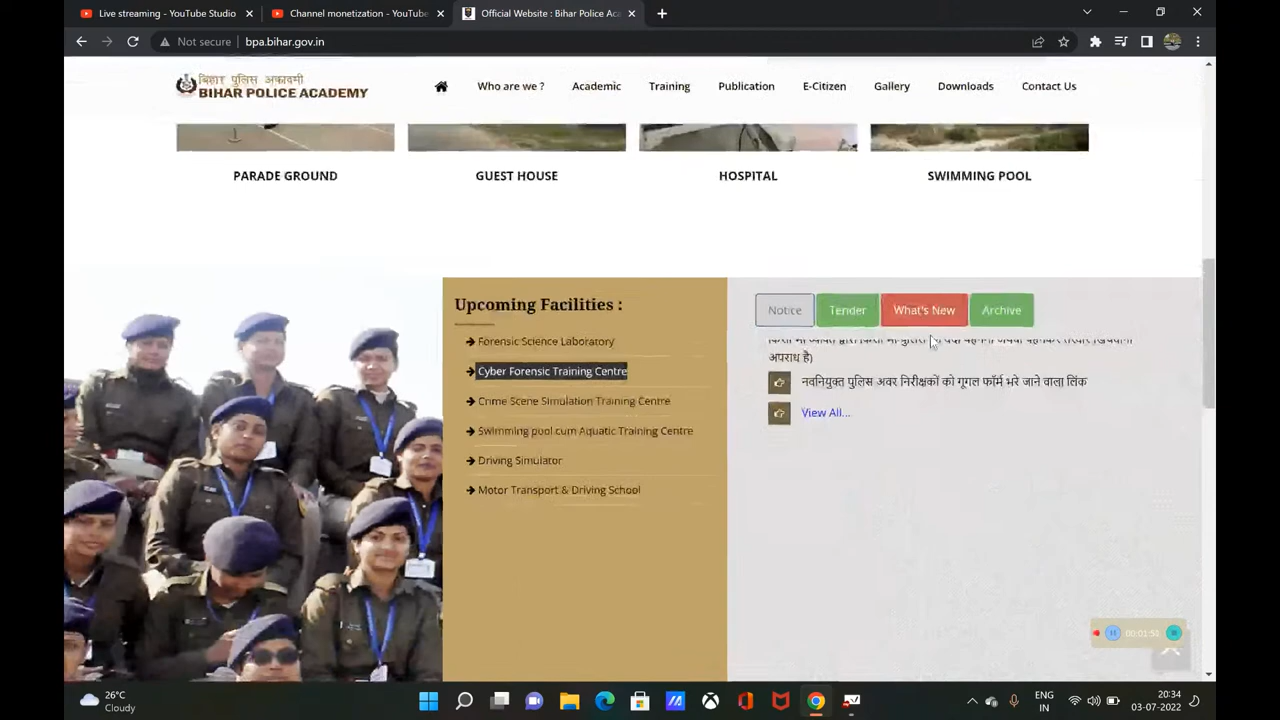 Live streaming - YouTube Studio
Channel monetization - YouTube
Official Website : Bihar Police Aca
Not secure
bpa.bihar.gov.in
बिहार पुलिस अकादमी
BIHAR POLICE ACADEMY
Who are we ?
Academic
Training
Publication
E-Citizen
Gallery
Downloads
Contact Us
PARADE GROUND
GUEST HOUSE
HOSPITAL
SWIMMING POOL
Upcoming Facilities :
Forensic Science Laboratory
Cyber Forensic Training Centre
Crime Scene Simulation Training Centre
Swimming pool cum Aquatic Training Centre
Driving Simulator
Motor Transport & Driving School
Notice
Tender
What's New
Archive
अपराध है)
नवनियुक्त पुलिस अवर निरीक्षकों को गूगल फॉर्म भरे जाने वाला लिंक
View All...
00:01:50
26°C
Cloudy
ENG
IN
20:34
03-07-2022